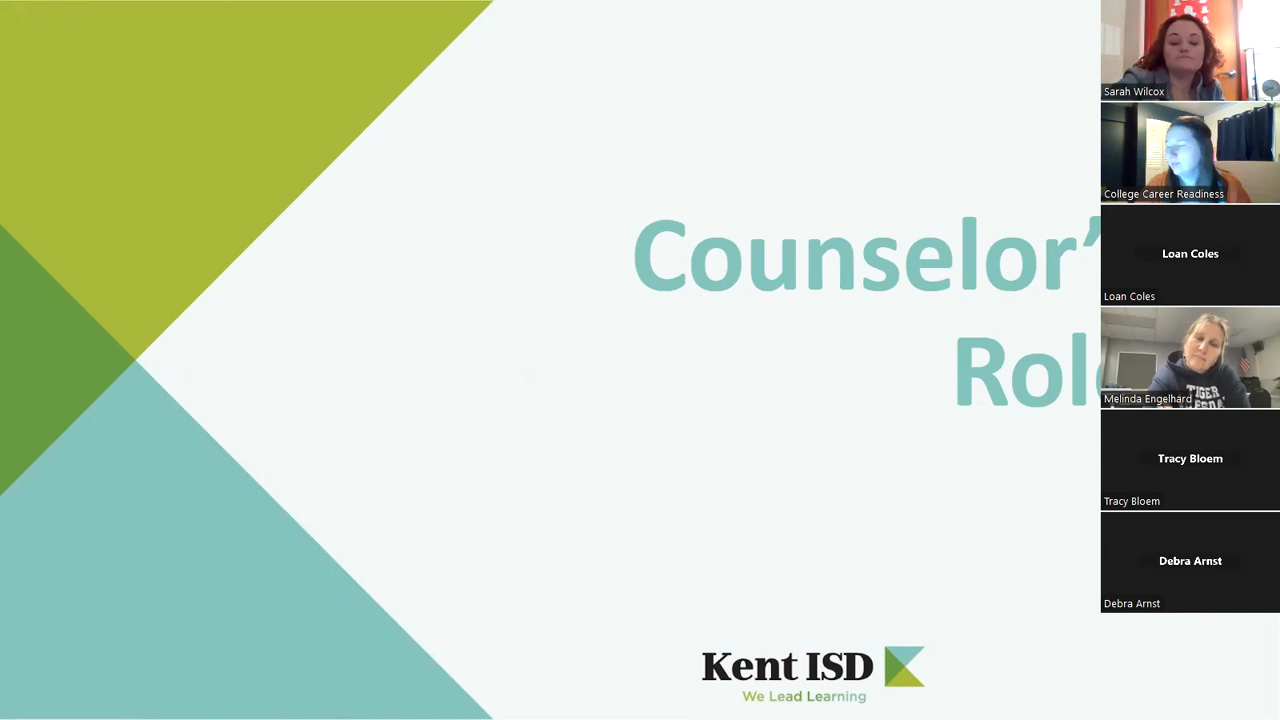 Counselor’
Rol
Kent ISD
We Lead Learning
Sarah Wilcox
College Career Readiness
Loan Coles
Loan Coles
Melinda Engelhard
TIGER
Tracy Bloem
Tracy Bloem
Debra Arnst
Debra Arnst